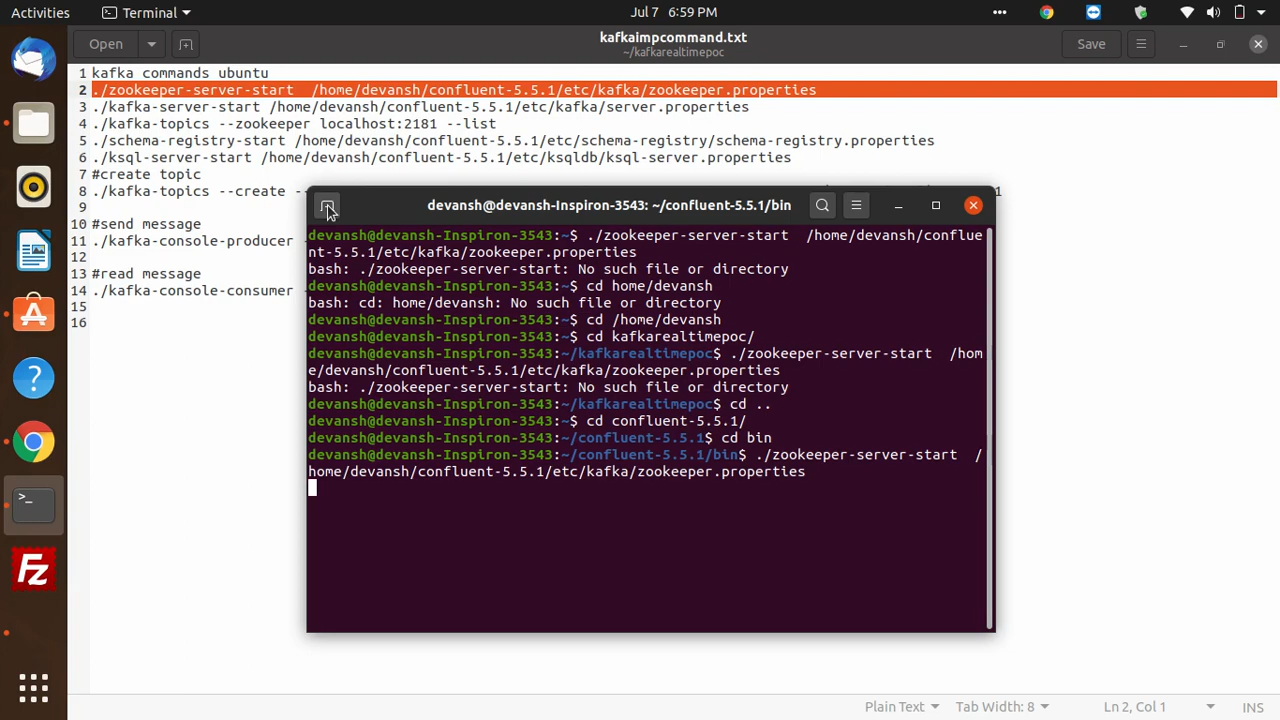 Activities
Terminal
Jul 7 6:59 PM
Open
kafkaimpcommand.txt
~/kafkarealtimepoc
Save
1 kafka commands ubuntu
2 ./zookeeper-server-start  /home/devansh/confluent-5.5.1/etc/kafka/zookeeper.properties
3 ./kafka-server-start /home/devansh/confluent-5.5.1/etc/kafka/server.properties
4 ./kafka-topics --zookeeper localhost:2181 --list
5 ./schema-registry-start /home/devansh/confluent-5.5.1/etc/schema-registry/schema-registry.properties
6 ./ksql-server-start /home/devansh/confluent-5.5.1/etc/ksqldb/ksql-server.properties
7 #create topic
8 ./kafka-topics --create -- 1
9
10 #send message
11 ./kafka-console-producer
12
13 #read message
14 ./kafka-console-consumer
15
16
devansh@devansh-Inspiron-3543: ~/confluent-5.5.1/bin
devansh@devansh-Inspiron-3543:~$ ./zookeeper-server-start  /home/devansh/conflue
nt-5.5.1/etc/kafka/zookeeper.properties
bash: ./zookeeper-server-start: No such file or directory
devansh@devansh-Inspiron-3543:~$ cd home/devansh
bash: cd: home/devansh: No such file or directory
devansh@devansh-Inspiron-3543:~$ cd /home/devansh
devansh@devansh-Inspiron-3543:~$ cd kafkarealtimepoc/
devansh@devansh-Inspiron-3543:~/kafkarealtimepoc$ ./zookeeper-server-start  /hom
e/devansh/confluent-5.5.1/etc/kafka/zookeeper.properties
bash: ./zookeeper-server-start: No such file or directory
devansh@devansh-Inspiron-3543:~/kafkarealtimepoc$ cd ..
devansh@devansh-Inspiron-3543:~$ cd confluent-5.5.1/
devansh@devansh-Inspiron-3543:~/confluent-5.5.1$ cd bin
devansh@devansh-Inspiron-3543:~/confluent-5.5.1/bin$ ./zookeeper-server-start  /
home/devansh/confluent-5.5.1/etc/kafka/zookeeper.properties
Plain Text
Tab Width: 8
Ln 2, Col 1
INS